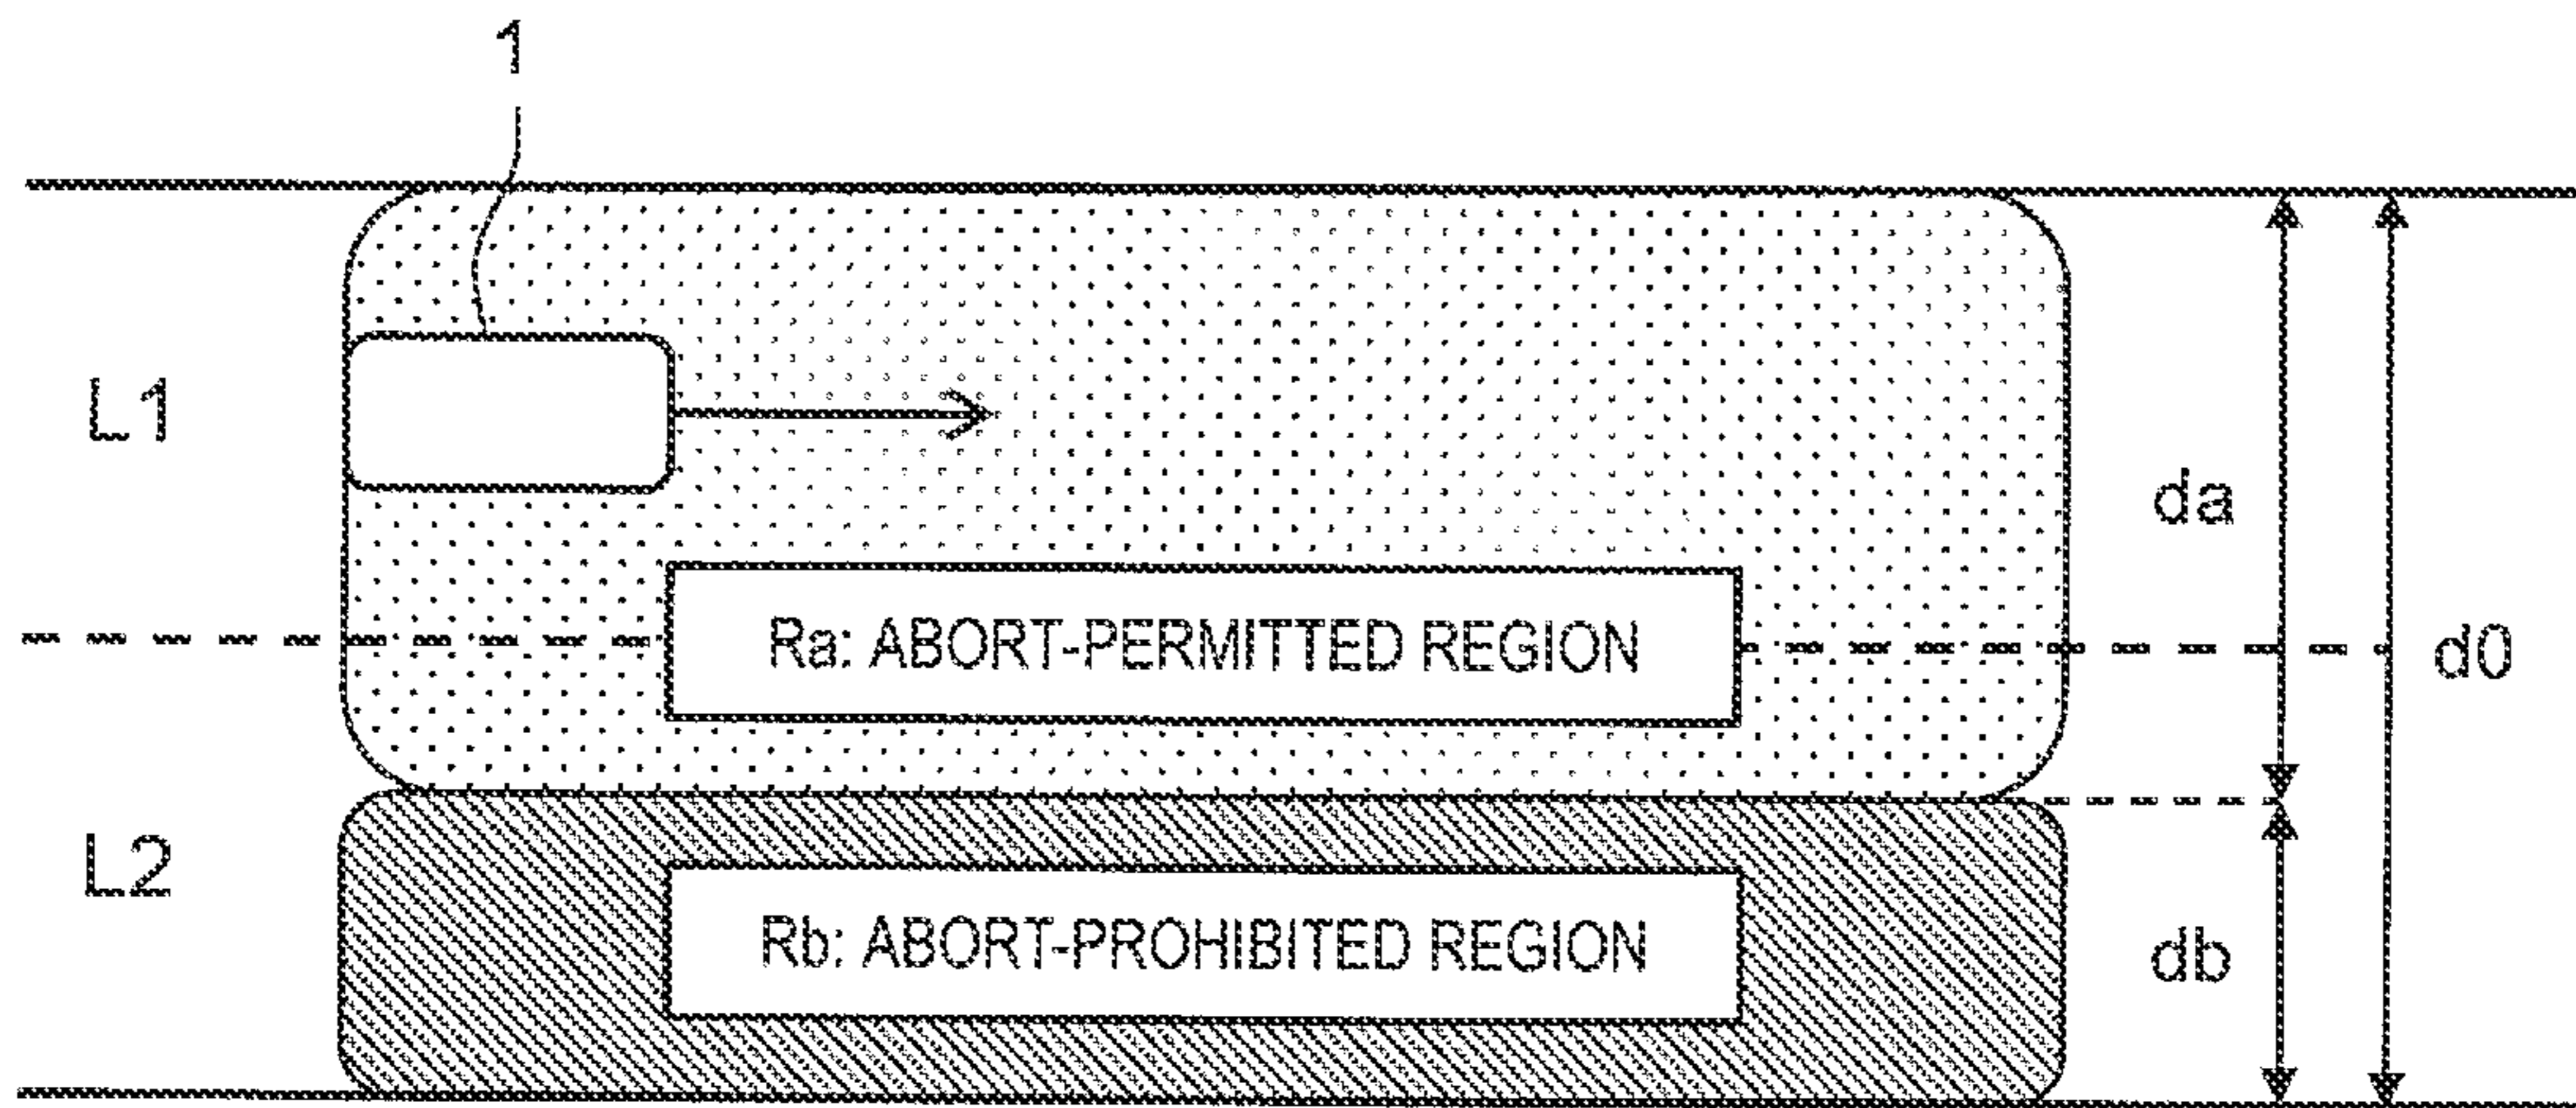 1
L1
da
Ra: ABORT-PERMITTED REGION
d0
L2
Rb: ABORT-PROHIBITED REGION
db